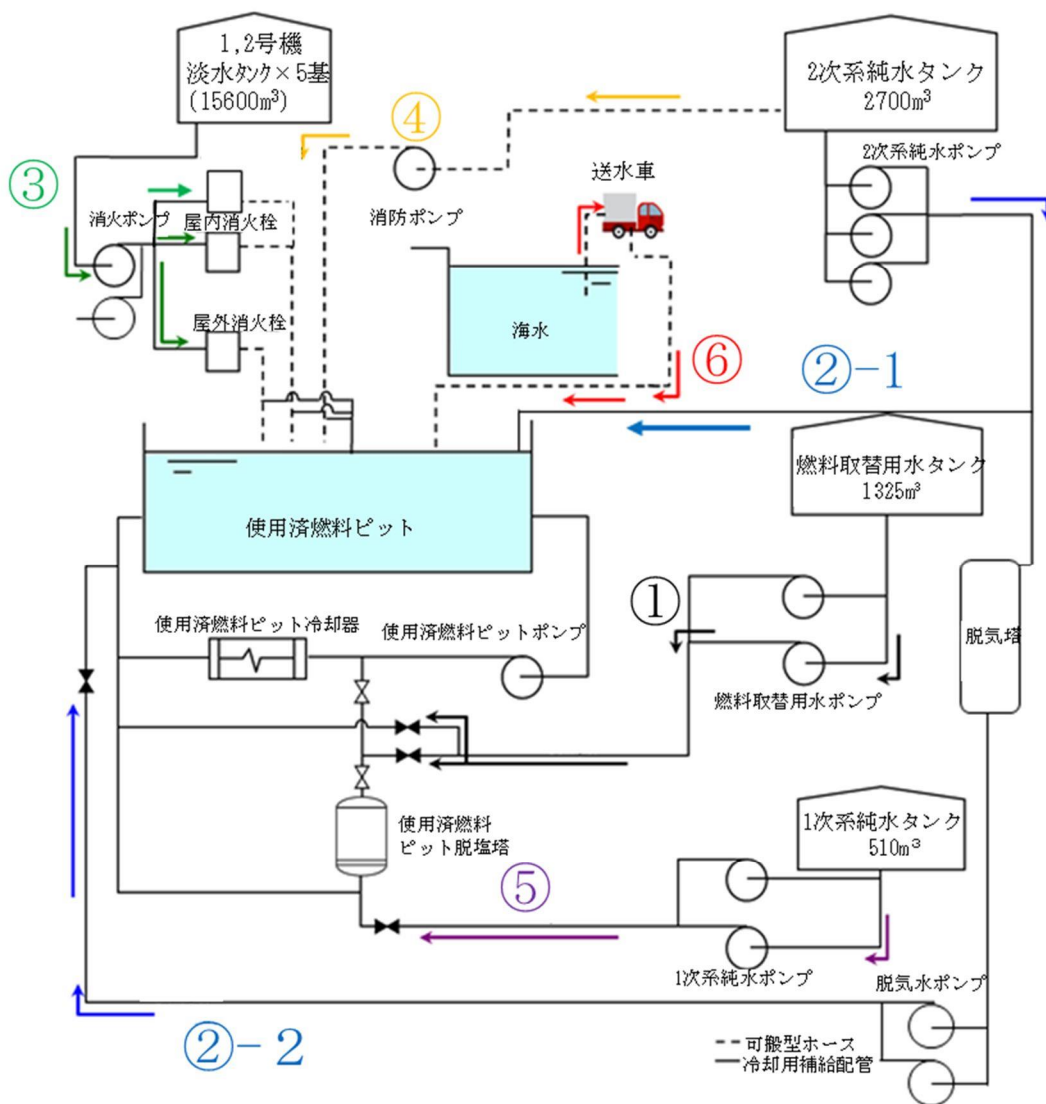 1,2号機
淡水タンク×5基
(15600m³)
2次系純水タンク
2700m³
④
③
2次系純水ポンプ
送水車
消火ポンプ
屋内消火栓
消防ポンプ
屋外消火栓
海水
⑥
②-1
燃料取替用水タンク
1325m³
使用済燃料ピット
①
使用済燃料ピット冷却器
使用済燃料ピットポンプ
脱気塔
燃料取替用水ポンプ
使用済燃料
ピット脱塩塔
1次系純水タンク
510m³
⑤
1次系純水ポンプ
脱気水ポンプ
②-2
可搬型ホース
冷却用補給配管